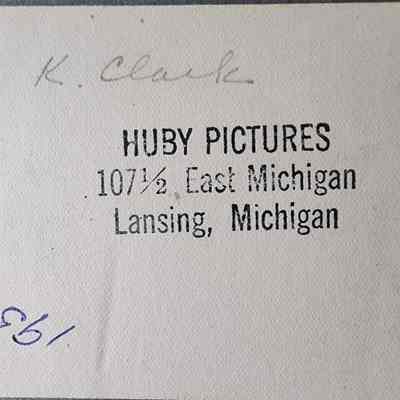 K. Clark
HUBY PICTURES
107½ East Michigan
Lansing, Michigan